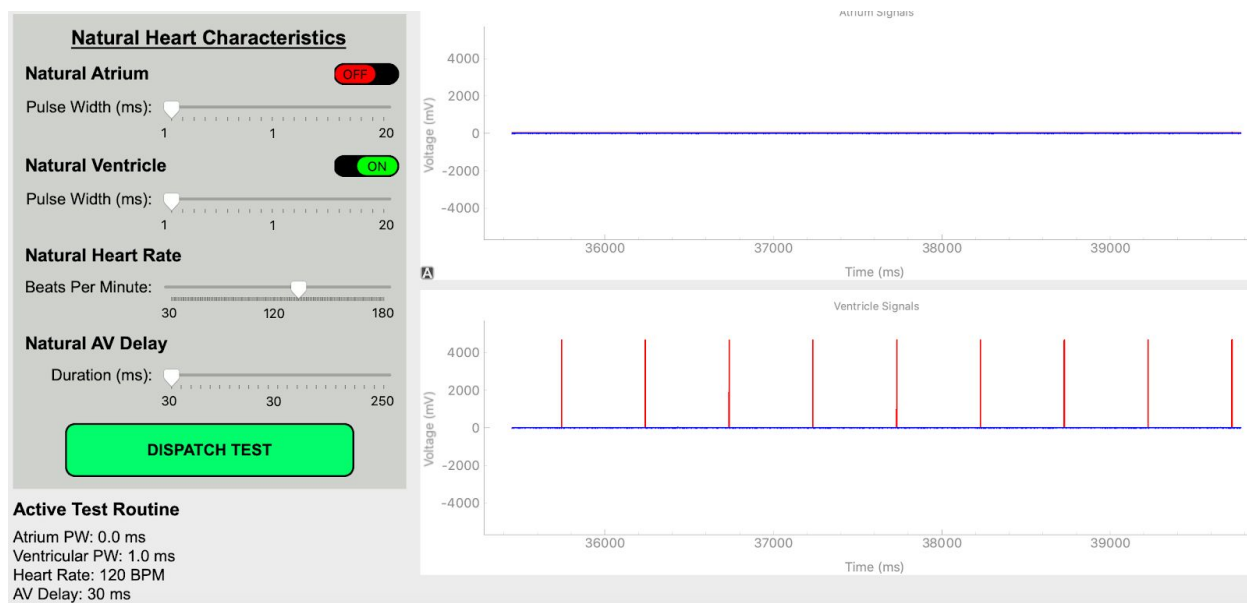 Natural Heart Characteristics
Natural Atrium
OFF
Pulse Width (ms):
1 1 20
Natural Ventricle
ON
Pulse Width (ms):
1 1 20
Natural Heart Rate
Beats Per Minute:
30 120 180
Natural AV Delay
Duration (ms):
30 30 250
DISPATCH TEST
Active Test Routine
Atrium PW: 0.0 ms
Ventricular PW: 1.0 ms
Heart Rate: 120 BPM
AV Delay: 30 ms
Atrium Signals
Voltage (mV)
4000
2000
0
-2000
-4000
36000 37000 38000 39000
Time (ms)
A
Ventricle Signals
Voltage (mV)
4000
2000
0
-2000
-4000
36000 37000 38000 39000
Time (ms)